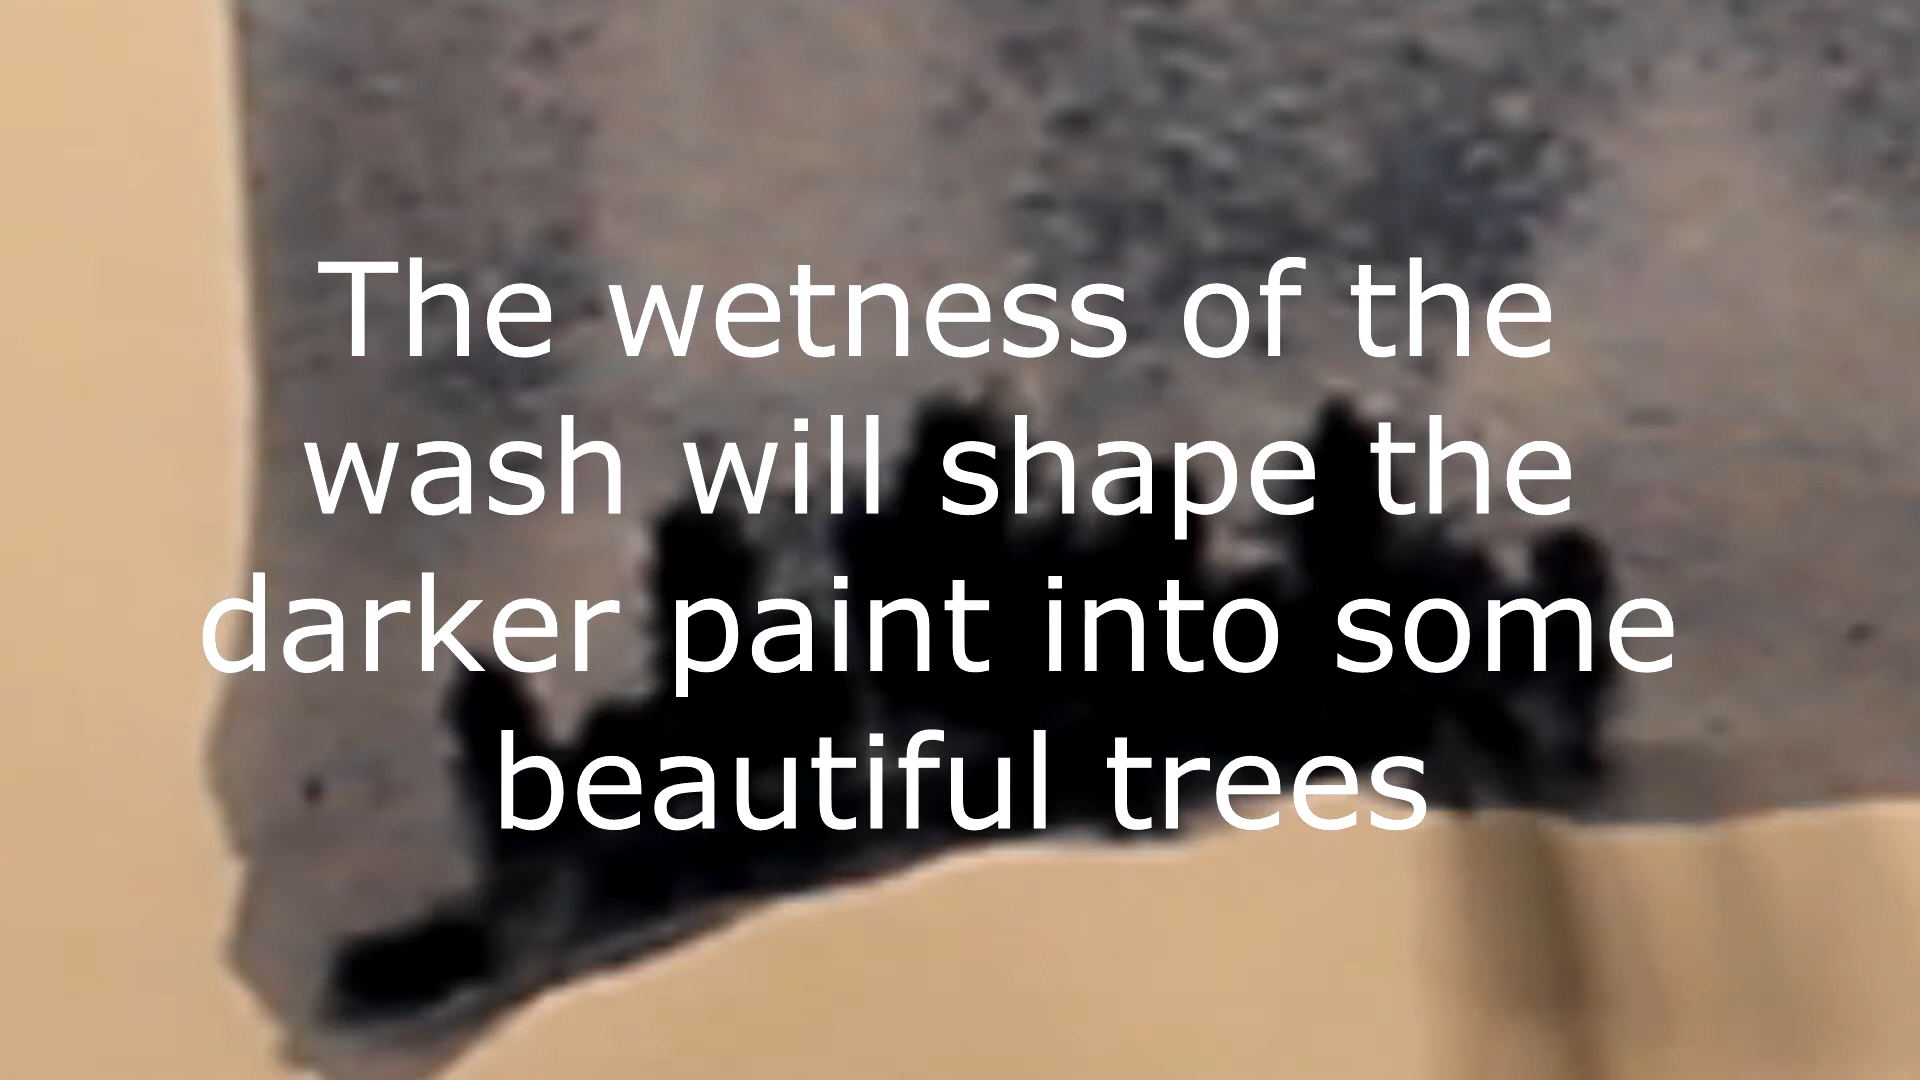 The wetness of the
wash will shape the
darker paint into some
beautiful trees